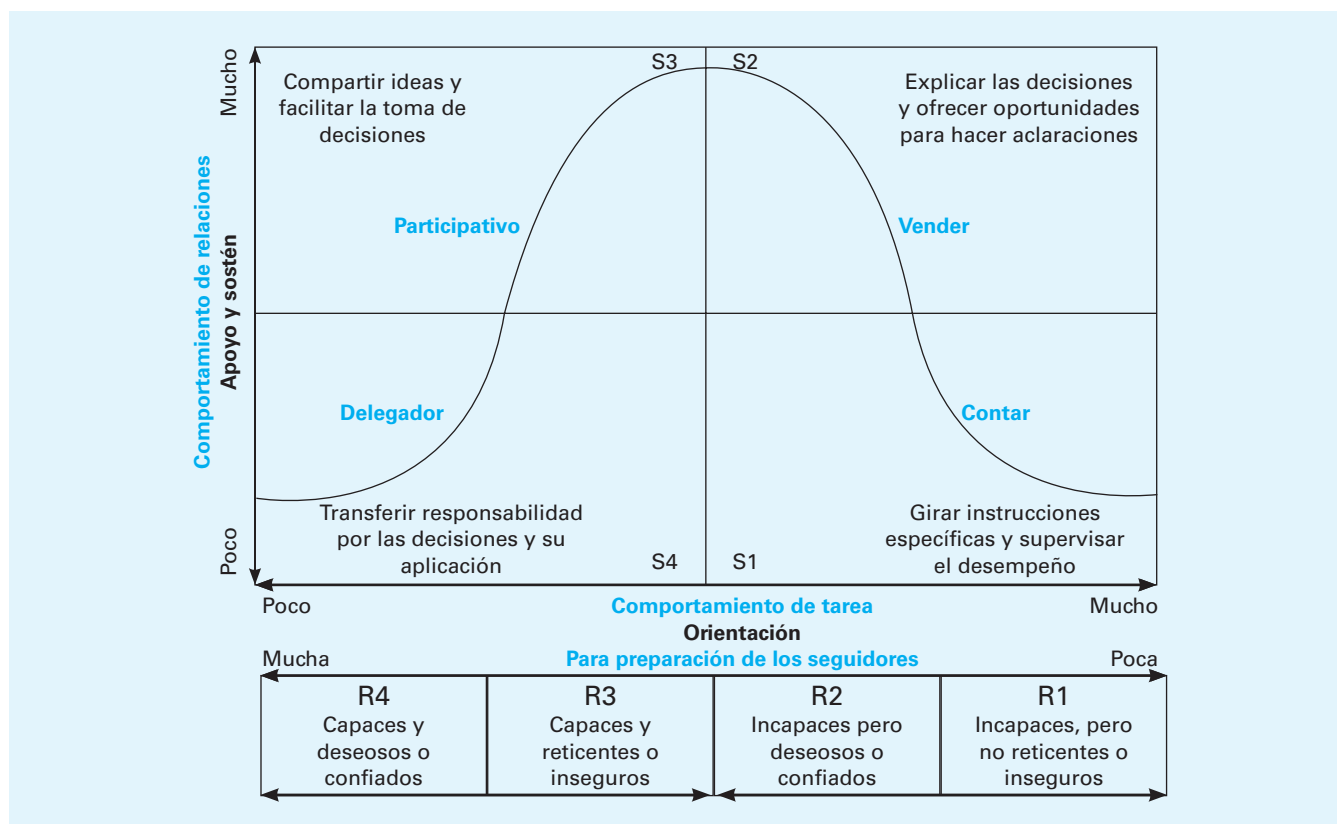 Mucho
Compartir ideas y
facilitar la toma de
decisiones
S3
S2
Explicar las decisiones
y ofrecer oportunidades
para hacer aclaraciones
Comportamiento de relaciones
Apoyo y sostén
Participativo
Vender
Delegador
Contar
Poco
Transferir responsabilidad
por las decisiones y su
aplicación
S4
S1
Girar instrucciones
específicas y supervisar
el desempeño
Poco
Comportamiento de tarea
Mucho
Orientación
Mucha
Para preparación de los seguidores
Poca
R4
Capaces y
deseosos o
confiados
R3
Capaces y
reticentes o
inseguros
R2
Incapaces pero
deseosos o
confiados
R1
Incapaces, pero
no reticentes o
inseguros